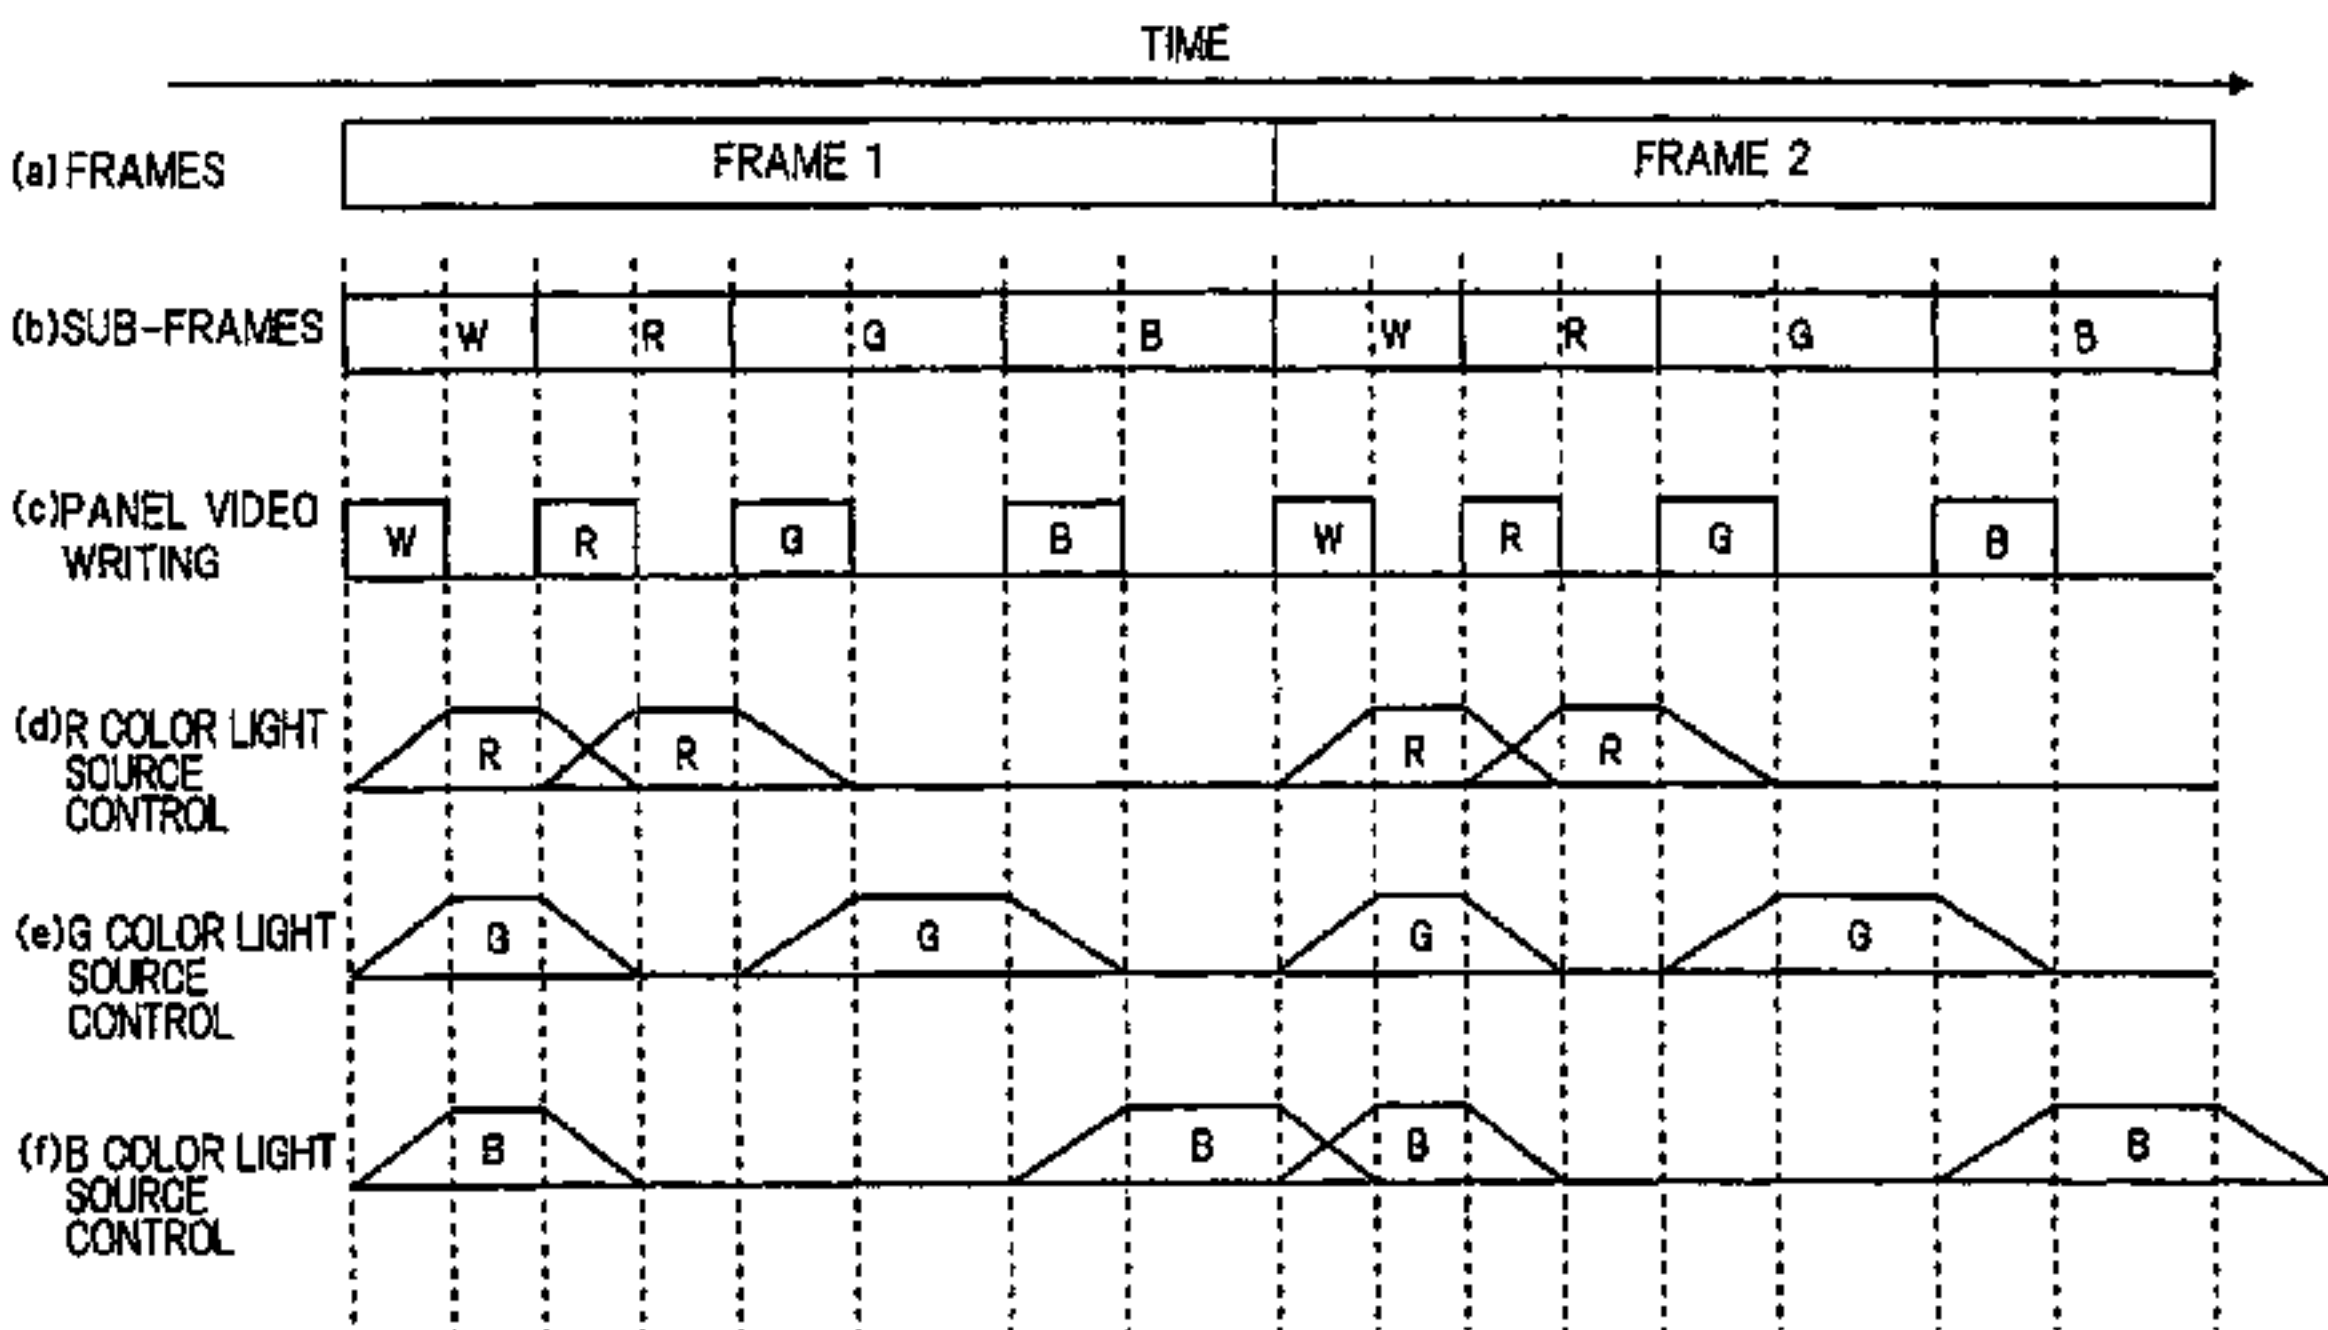 TIME
(a) FRAMES FRAME 1 FRAME 2
(b) SUB-FRAMES W R G B W R G B
(c) PANEL VIDEO
WRITING
W R G B W R G B
(d) R COLOR LIGHT
SOURCE
CONTROL
R R R R
(e) G COLOR LIGHT
SOURCE
CONTROL
G G G G
(f) B COLOR LIGHT
SOURCE
CONTROL
B B B B